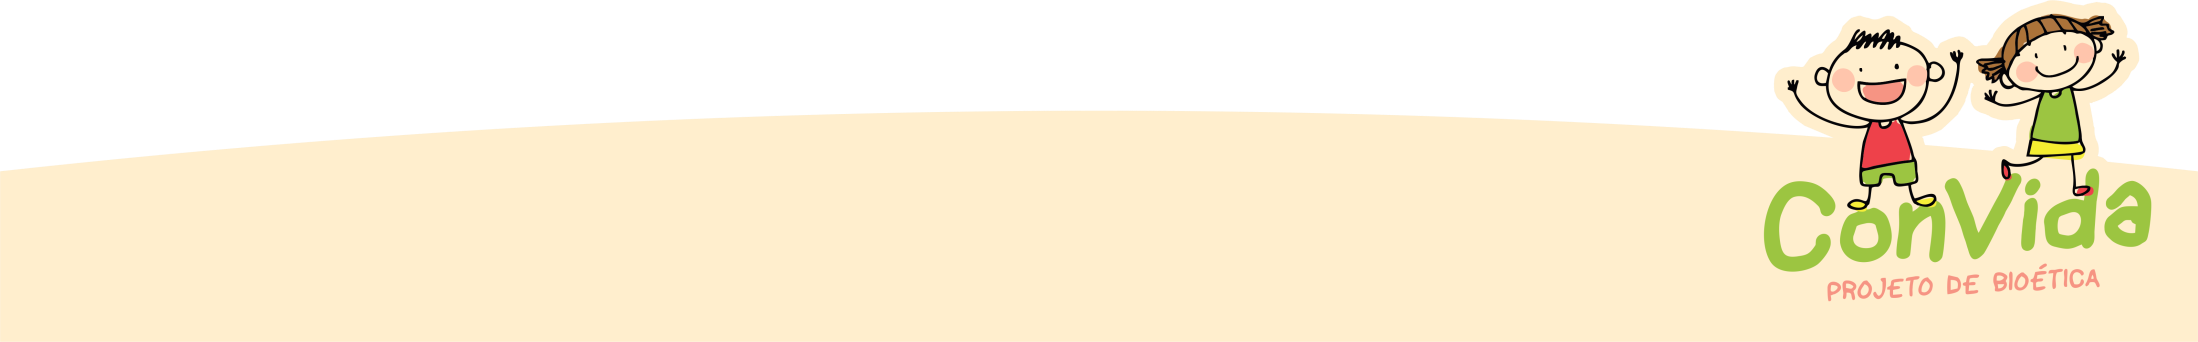 ConVida
PROJETO DE BIOÉTICA